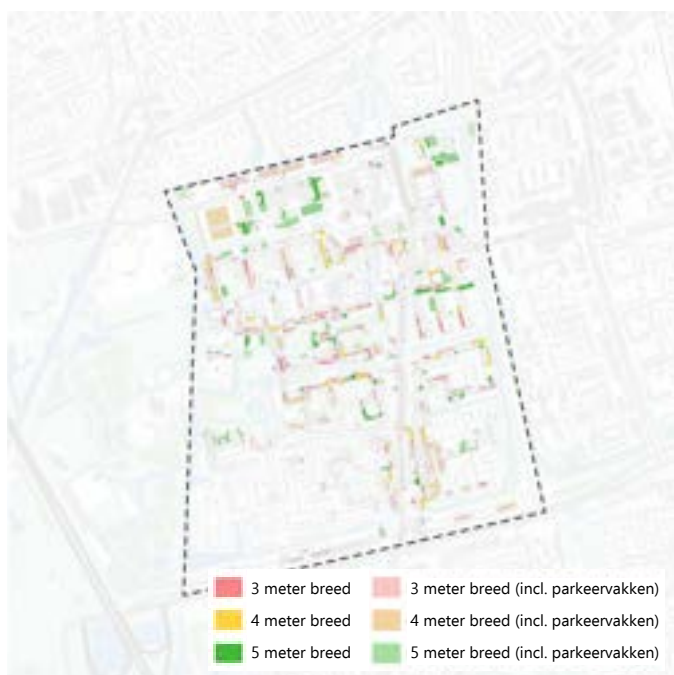 3 meter breed 3 meter breed (incl. parkeervakken)
4 meter breed 4 meter breed (incl. parkeervakken)
5 meter breed 5 meter breed (incl. parkeervakken)